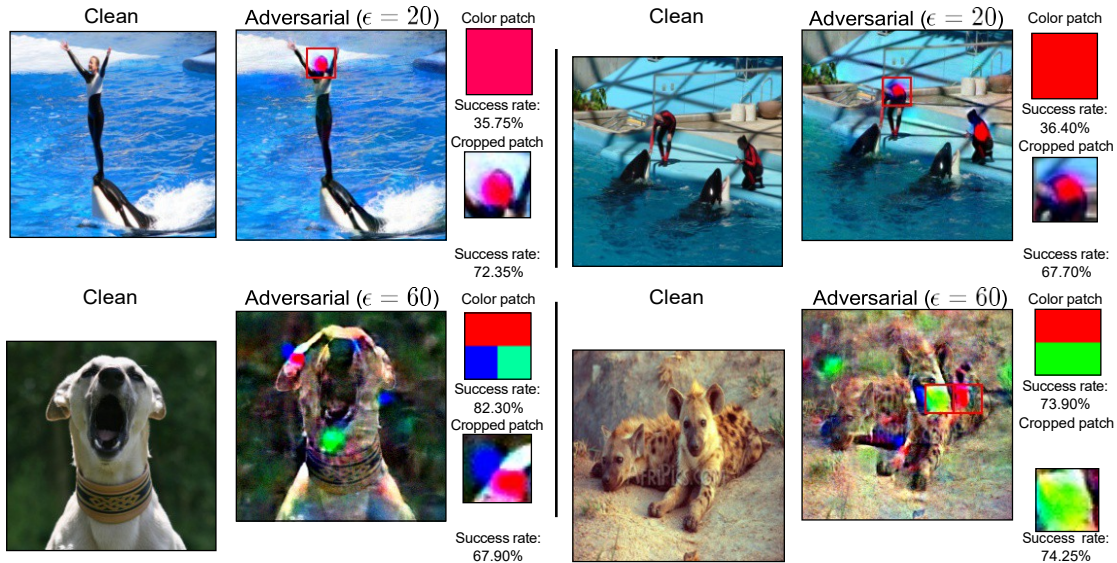 Clean
Adversarial (ϵ = 20)
Color patch
Success rate:
35.75%
Cropped patch
Success rate:
72.35%
Clean
Adversarial (ϵ = 20)
Color patch
Success rate:
36.40%
Cropped patch
Success rate:
67.70%
Clean
Adversarial (ϵ = 60)
Color patch
Success rate:
82.30%
Cropped patch
Success rate:
67.90%
Clean
Adversarial (ϵ = 60)
Color patch
Success rate:
73.90%
Cropped patch
Success rate:
74.25%